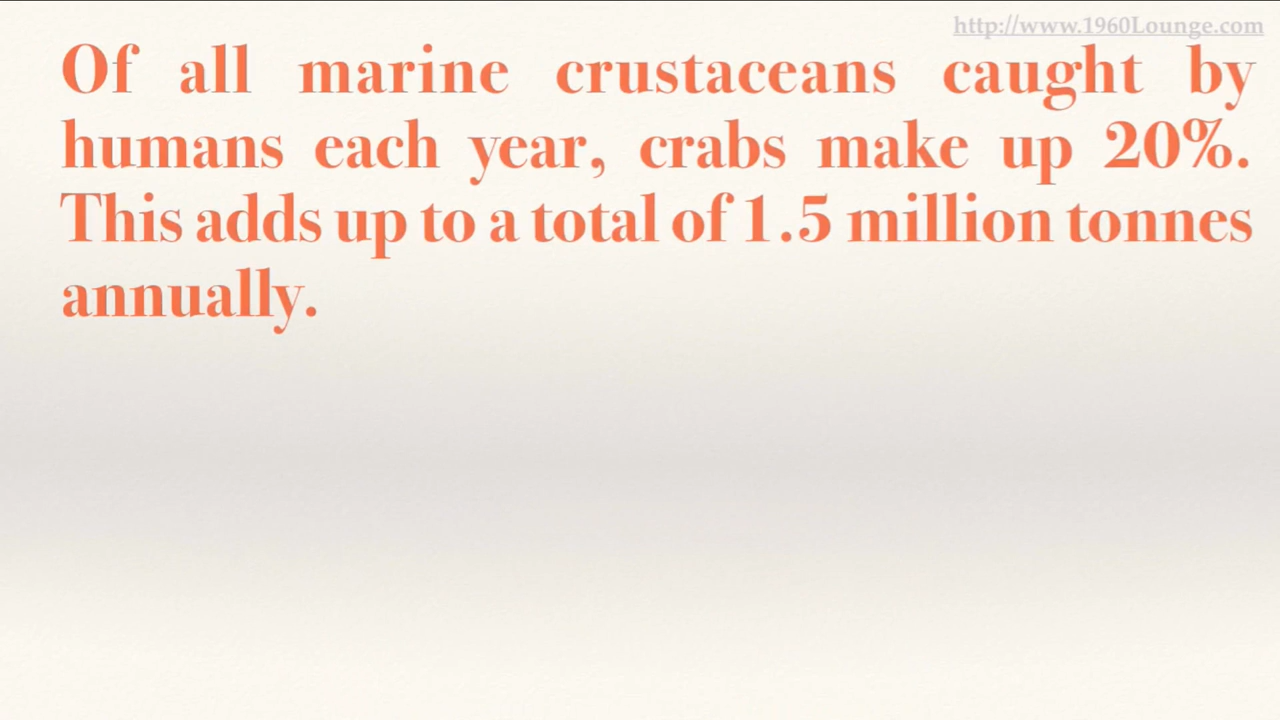 http://www.1960Lounge.com
Of all marine crustaceans caught by
humans each year, crabs make up 20%.
This adds up to a total of 1.5 million tonnes
annually.